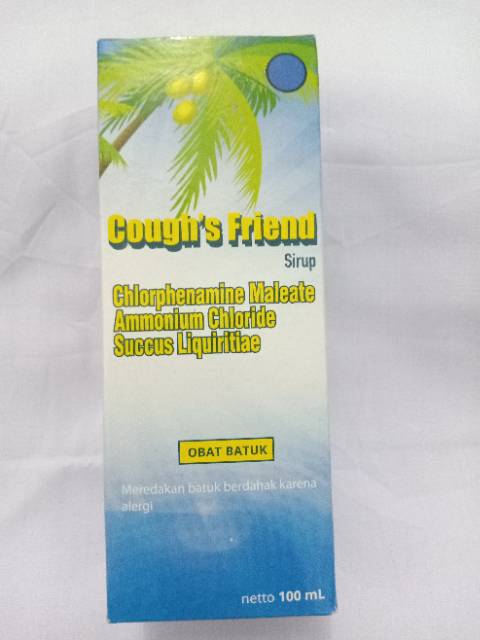 Cough's Friend
Sirup
Chlorphenamine Maleate
Ammonium Chloride
Succus Liquiritiae
OBAT BATUK
Meredakan batuk berdahak karena
alergi
netto 100 mL